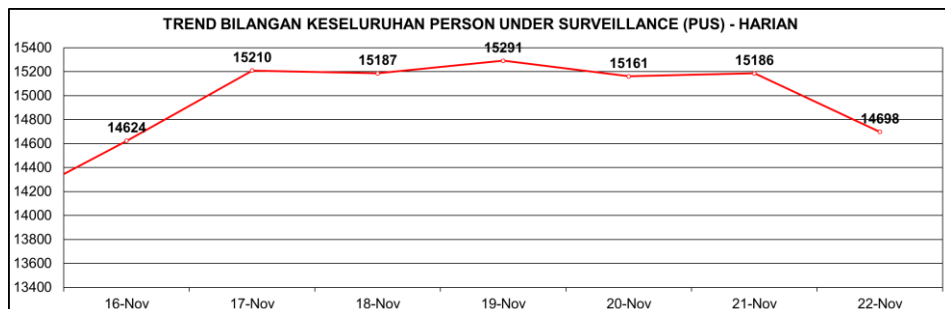 TREND BILANGAN KESELURUHAN PERSON UNDER SURVEILLANCE (PUS) - HARIAN
15400
15200
15000
14800
14600
14400
14200
14000
13800
13600
13400
14624
15210
15187
15291
15161
15186
14698
16-Nov
17-Nov
18-Nov
19-Nov
20-Nov
21-Nov
22-Nov